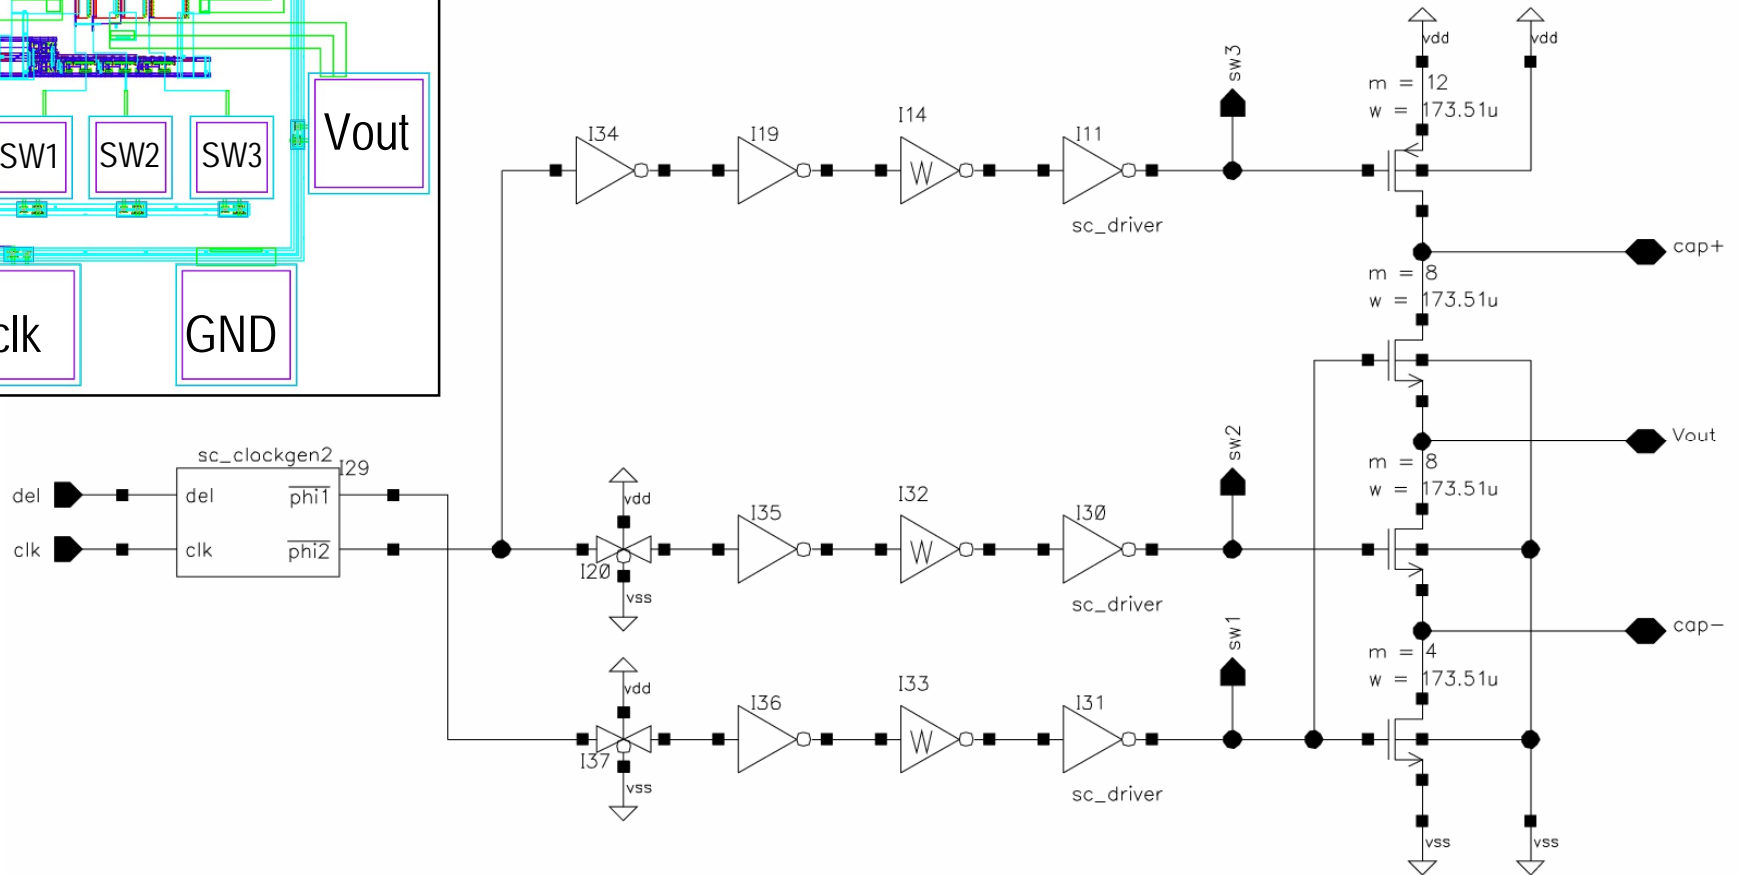 SW1 SW2 SW3
Vout
clk
GND
vdd vdd
sw3
m = 12
w = 173.51u
I34 I19 I14 I11
W
sc_driver
cap+
m = 8
w = 173.51u
sc_clockgen2
I29
del del phi1
clk clk phi2
vdd
I20
vss
I35 I32 I30
W
sc_driver
sw2
Vout
m = 8
w = 173.51u
cap-
vdd
I37
vss
I36 I33 I31
W
sc_driver
sw1
m = 4
w = 173.51u
vss vss